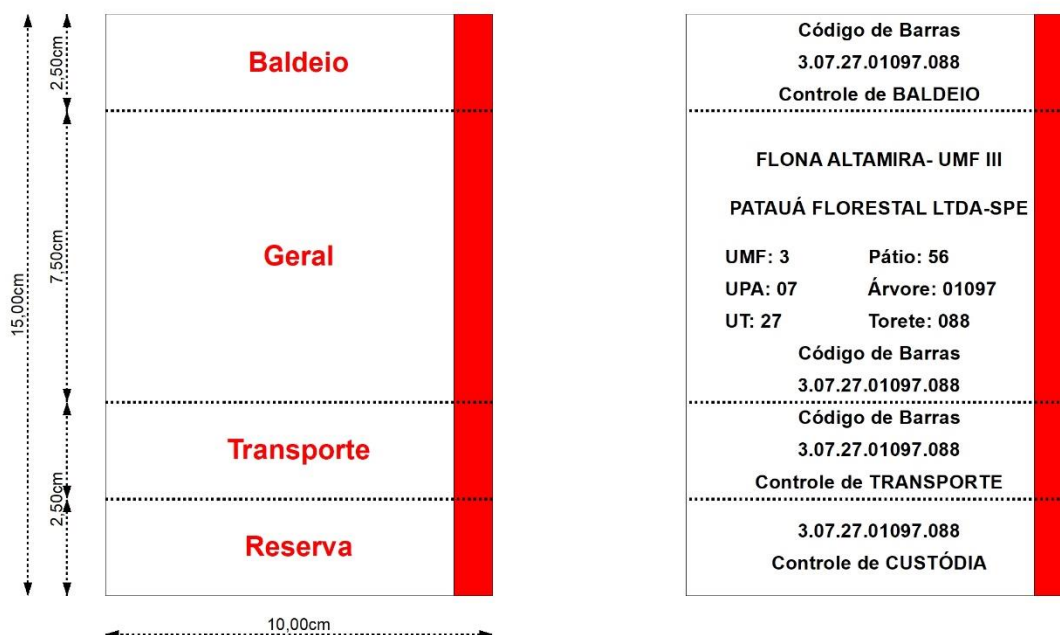 Baldeio
Geral
Transporte
Reserva
15,00cm
2,50cm
7,50cm
2,50cm
10,00cm
Código de Barras
3.07.27.01097.088
Controle de BALDEIO
FLONA ALTAMIRA- UMF III
PATAUÁ FLORESTAL LTDA-SPE
UMF: 3 Pátio: 56
UPA: 07 Árvore: 01097
UT: 27 Torete: 088
Código de Barras
3.07.27.01097.088
Código de Barras
3.07.27.01097.088
Controle de TRANSPORTE
3.07.27.01097.088
Controle de CUSTÓDIA